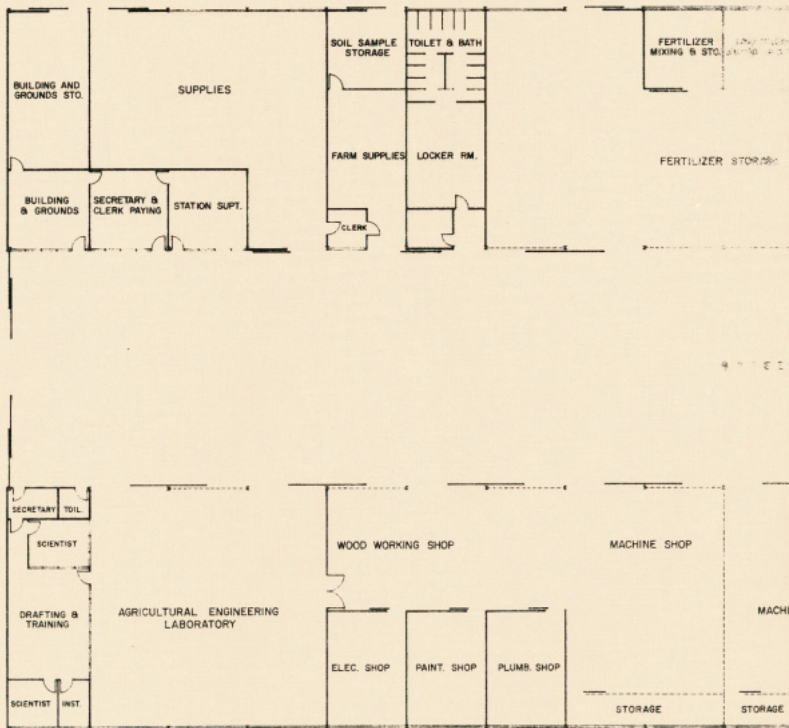 BUILDING AND
GROUNDS STO.
SUPPLIES
SOIL SAMPLE
STORAGE
TOILET & BATH
FERTILIZER
MIXING & STO.
BUILDING
& GROUNDS
SECRETARY &
CLERK PAYING
STATION SUPT.
FARM SUPPLIES
LOCKER RM.
CLERK
FERTILIZER STORAGE
SECRETARY
TOIL.
SCIENTIST
DRAFTING &
TRAINING
SCIENTIST
INST.
AGRICULTURAL ENGINEERING
LABORATORY
WOOD WORKING SHOP
MACHINE SHOP
ELEC. SHOP
PAINT. SHOP
PLUMB. SHOP
STORAGE
STORAGE